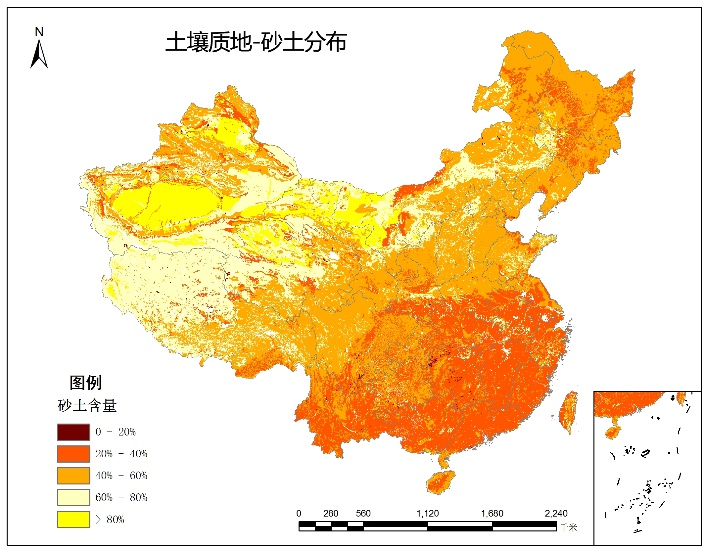 土壤质地-砂土分布
N
图例
砂土含量
0 - 20%
20% - 40%
40% - 60%
60% - 80%
> 80%
0 280 560 1,120 1,680 2,240
千米